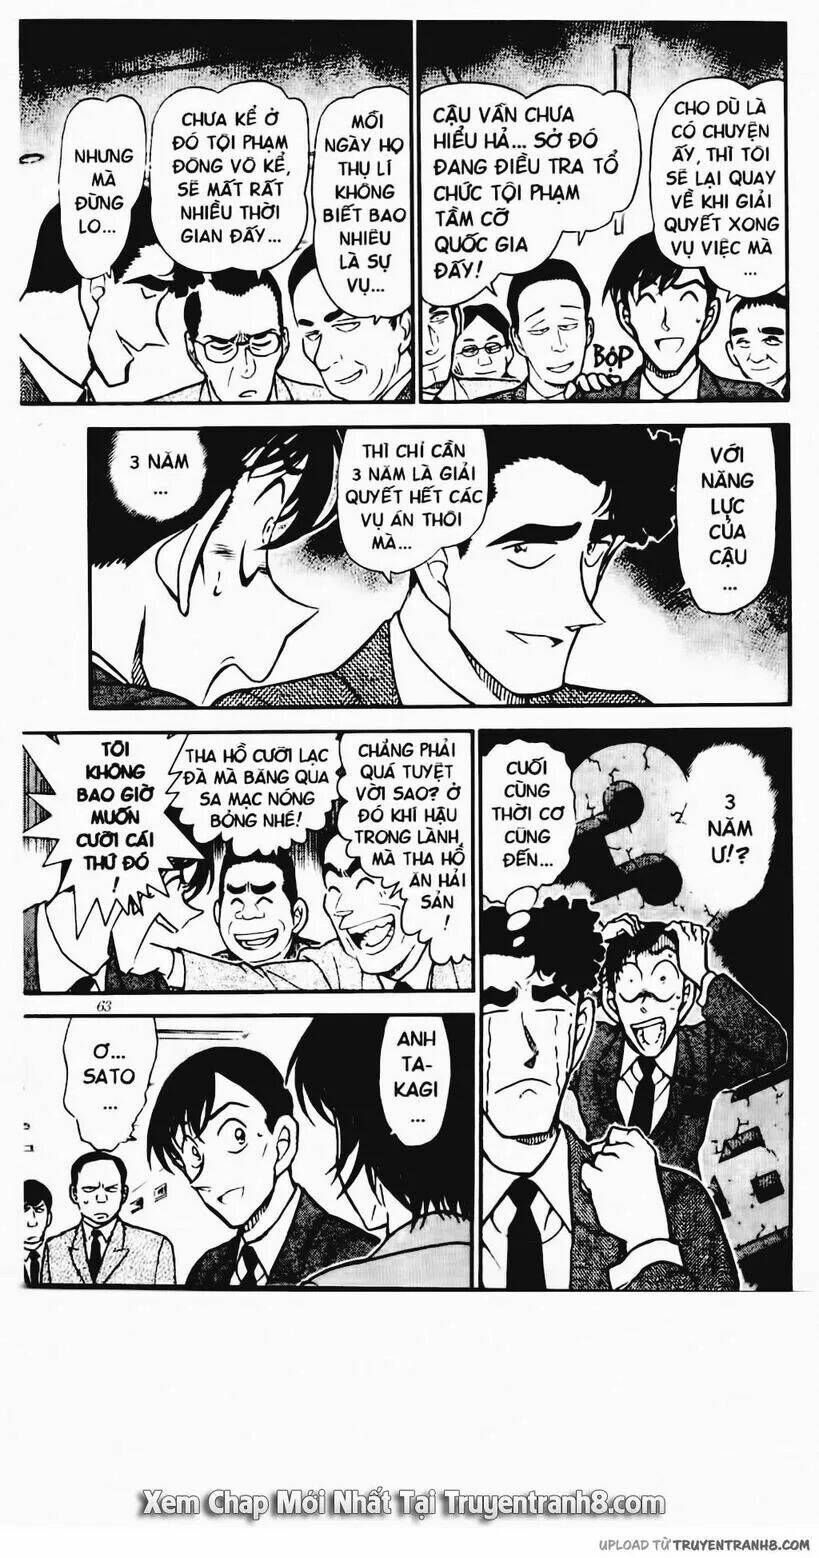 CHO DÙ LÀ
CÓ CHUYỆN
ẤY, THÌ TÔI
SẼ LẠI QUAY
VỀ KHI GIẢI
QUYẾT XONG
VỤ VIỆC MÀ
...
CẬU VẪN CHƯA
HIỂU HẢ... SỞ ĐÓ
ĐANG ĐIỀU TRA TỔ
CHỨC TỘI PHẠM
TẦM CỠ
QUỐC GIA
ĐẤY!
BỘP
MỖI
NGÀY HỌ
THỤ LÍ
KHÔNG
BIẾT BAO
NHIÊU
LÀ SỰ
VỤ...
CHƯA KỂ Ở
ĐÓ TỘI PHẠM
ĐÔNG VÔ KỂ,
SẼ MẤT RẤT
NHIỀU THỜI
GIAN ĐẤY...
NHƯNG
MÀ
ĐỪNG
LO...
VỚI
NĂNG
LỰC
CỦA
CẬU
...
THÌ CHỈ CẦN
3 NĂM LÀ GIẢI
QUYẾT HẾT CÁC
VỤ ÁN THÔI
MÀ...
3 NĂM
...
3
NĂM
Ư!?
CUỐI
CÙNG
THỜI CƠ
CŨNG
ĐẾN...
CHẲNG PHẢI
QUÁ TUYỆT
VỜI SAO? Ở
ĐÓ KHÍ HẬU
TRONG LÀNH,
MÀ THA HỒ
ĂN HẢI
SẢN
!
THA HỒ CƯỠI LẠC
ĐÀ MÀ BĂNG QUA
SA MẠC NÓNG
BỎNG NHÉ!
TÔI
KHÔNG
BAO GIỜ
MUỐN
CƯỠI CÁI
THỨ ĐÓ
!
63
ANH
TA-
KAGI
...
Ơ...
SATO
...
Xem Chap Mới Nhất Tại Truyentranh8.com
UPLOAD TỪ TRUYENTRANH8.COM